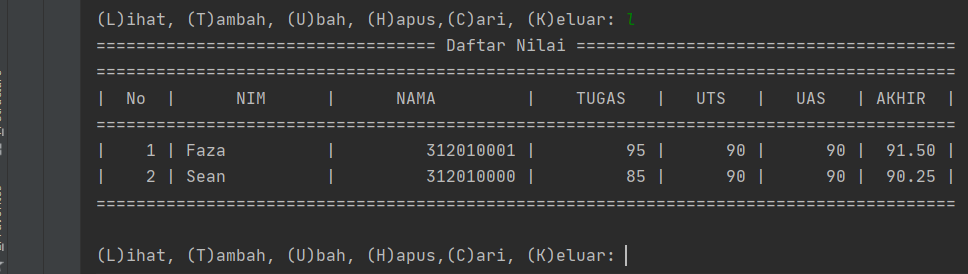 (L)ihat, (T)ambah, (U)bah, (H)apus,(C)ari, (K)eluar: l
================================== Daftar Nilai ======================================
======================================================================================
|  No  |      NIM      |      NAMA         |    TUGAS   |   UTS   |   UAS   | AKHIR  |
======================================================================================
|    1 | Faza          |         312010001 |         95 |      90 |      90 |  91.50 |
|    2 | Sean          |         312010000 |         85 |      90 |      90 |  90.25 |
======================================================================================
(L)ihat, (T)ambah, (U)bah, (H)apus,(C)ari, (K)eluar: